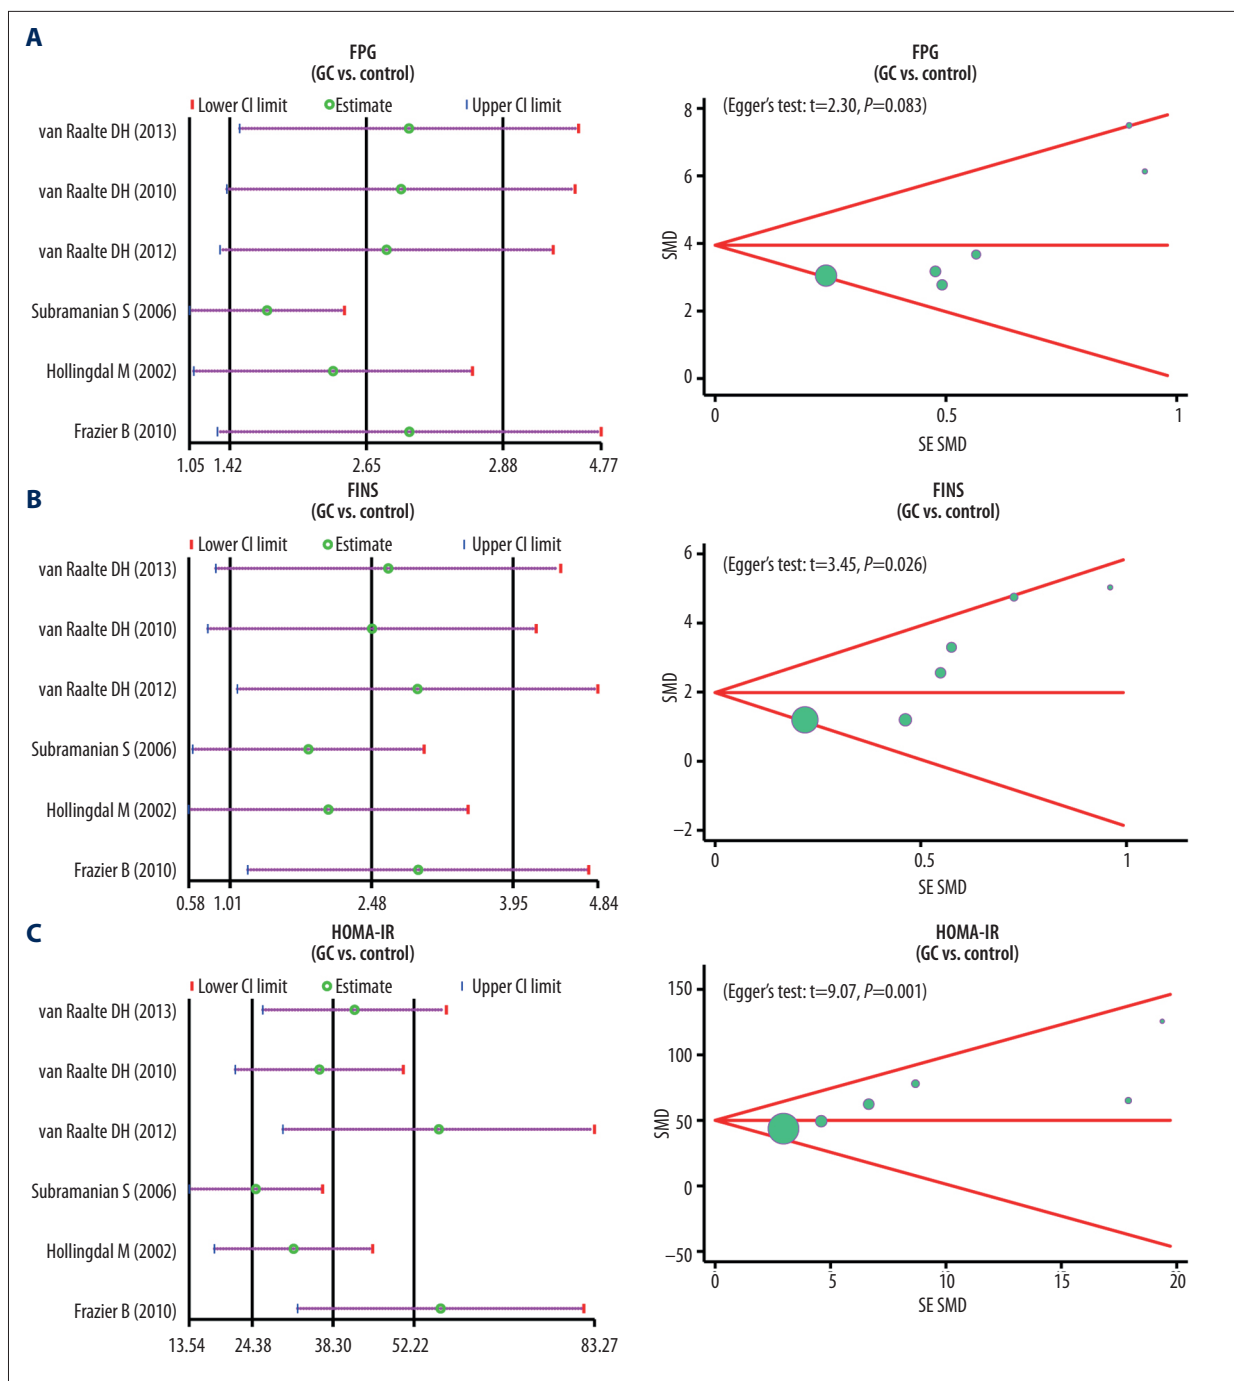 A
FPG
(GC vs. control)
Lower CI limit Estimate Upper CI limit
van Raalte DH (2013)
van Raalte DH (2010)
van Raalte DH (2012)
Subramanian S (2006)
Hollingdal M (2002)
Frazier B (2010)
1.05 1.42 2.65 2.88 4.77
FPG
(GC vs. control)
(Egger's test: t=2.30, P=0.083)
8
6
4
2
0
SMD
0 0.5 1
SE SMD
B
FINS
(GC vs. control)
Lower CI limit Estimate Upper CI limit
van Raalte DH (2013)
van Raalte DH (2010)
van Raalte DH (2012)
Subramanian S (2006)
Hollingdal M (2002)
Frazier B (2010)
0.58 1.01 2.48 3.95 4.84
FINS
(GC vs. control)
(Egger's test: t=3.45, P=0.026)
6
4
2
0
−2
SMD
0 0.5 1
SE SMD
C
HOMA-IR
(GC vs. control)
Lower CI limit Estimate Upper CI limit
van Raalte DH (2013)
van Raalte DH (2010)
van Raalte DH (2012)
Subramanian S (2006)
Hollingdal M (2002)
Frazier B (2010)
13.54 24.38 38.30 52.22 83.27
HOMA-IR
(GC vs. control)
(Egger's test: t=9.07, P=0.001)
150
100
50
0
−50
SMD
0 5 10 15 20
SE SMD